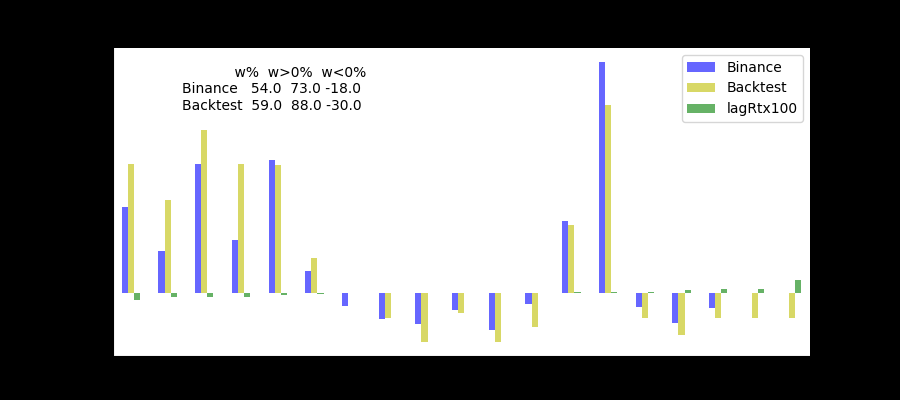 w%  w>0%  w<0%
Binance   54.0  73.0 -18.0
Backtest  59.0  88.0 -30.0
Binance
Backtest
lagRtx100